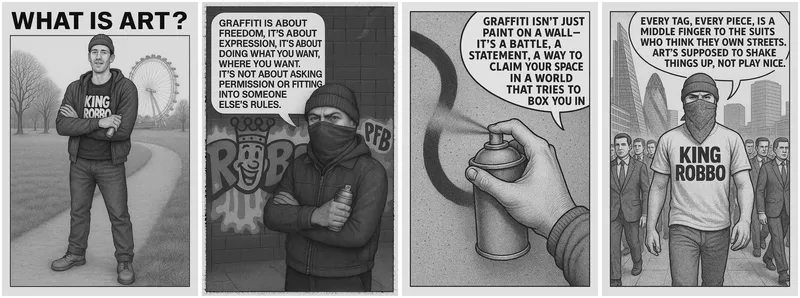 WHAT IS ART?
KING
ROBBO
GRAFFITI IS ABOUT
FREEDOM, IT'S ABOUT
EXPRESSION, IT'S ABOUT
DOING WHAT YOU WANT,
WHERE YOU WANT.
IT'S NOT ABOUT ASKING
PERMISSION OR FITTING
INTO SOMEONE
ELSE'S RULES.
ROB
PFB
GRAFFITI ISN'T JUST
PAINT ON A WALL—
IT'S A BATTLE, A
STATEMENT, A WAY TO
CLAIM YOUR SPACE
IN A WORLD
THAT TRIES TO
BOX YOU IN
EVERY TAG, EVERY PIECE, IS A
MIDDLE FINGER TO THE SUITS
WHO THINK THEY OWN STREETS.
ART'S SUPPOSED TO SHAKE
THINGS UP, NOT PLAY NICE.
KING
ROBBO